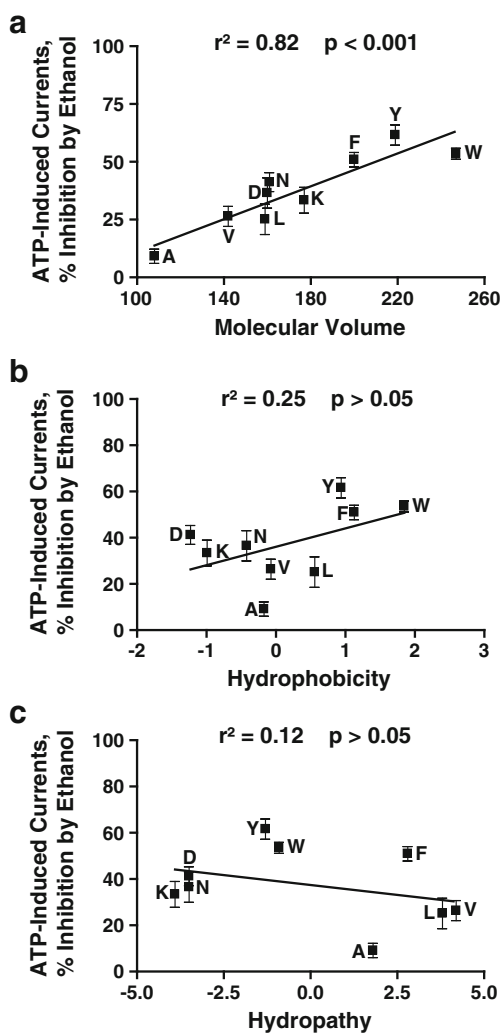 a
r² = 0.82 p < 0.001
ATP-Induced Currents,
% Inhibition by Ethanol
100
75
50
25
0
A
V
D
N
L
K
F
Y
W
100 140 180 220 260
Molecular Volume
b
r² = 0.25 p > 0.05
ATP-Induced Currents,
% Inhibition by Ethanol
100
80
60
40
20
0
D
K
N
A
V
L
Y
F
W
-2 -1 0 1 2
Hydrophobicity
c
r² = 0.12 p > 0.05
ATP-Induced Currents,
% Inhibition by Ethanol
100
80
60
40
20
0
K
D
N
Y
W
A
F
L
V
-5.0 -2.5 0.0 2.5 5.0
Hydropathy